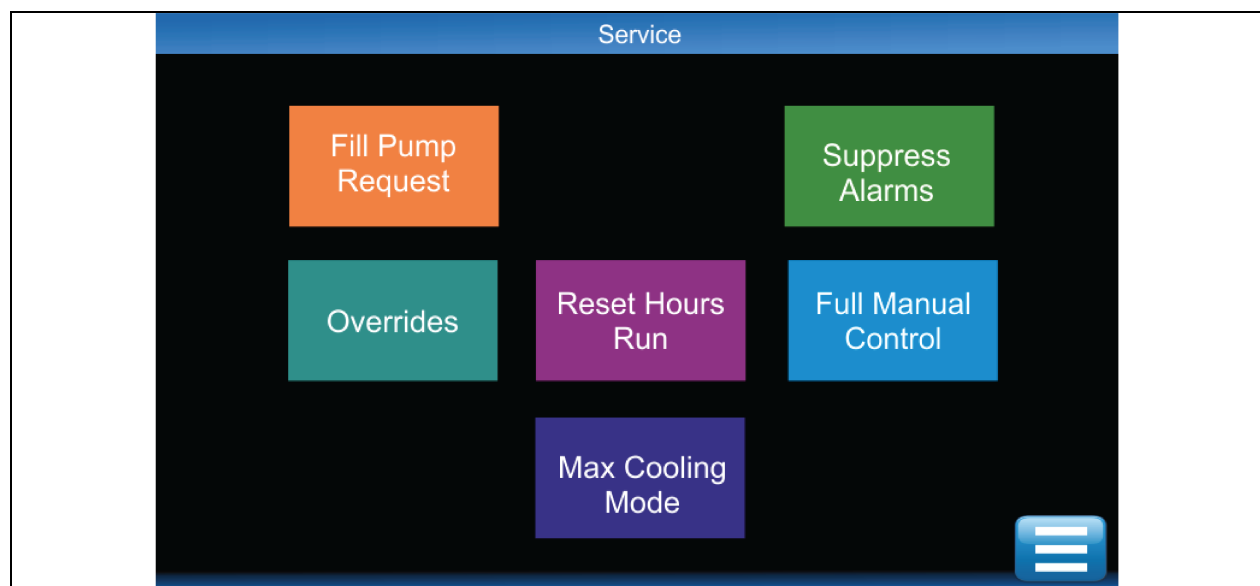 Service
Fill Pump
Request
Suppress
Alarms
Overrides
Reset Hours
Run
Full Manual
Control
Max Cooling
Mode